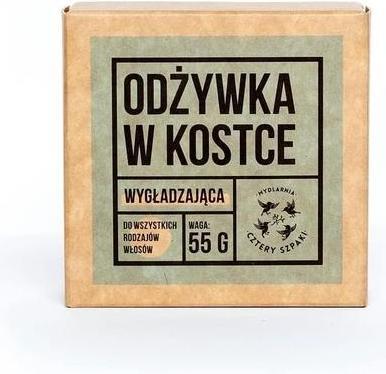 ODŻYWKA
W KOSTCE
WYGŁADZAJĄCA
DO WSZYSTKICH
RODZAJÓW
WŁOSÓW
WAGA:
55 G
MYDLARNIA
CZTERY SZPAKI